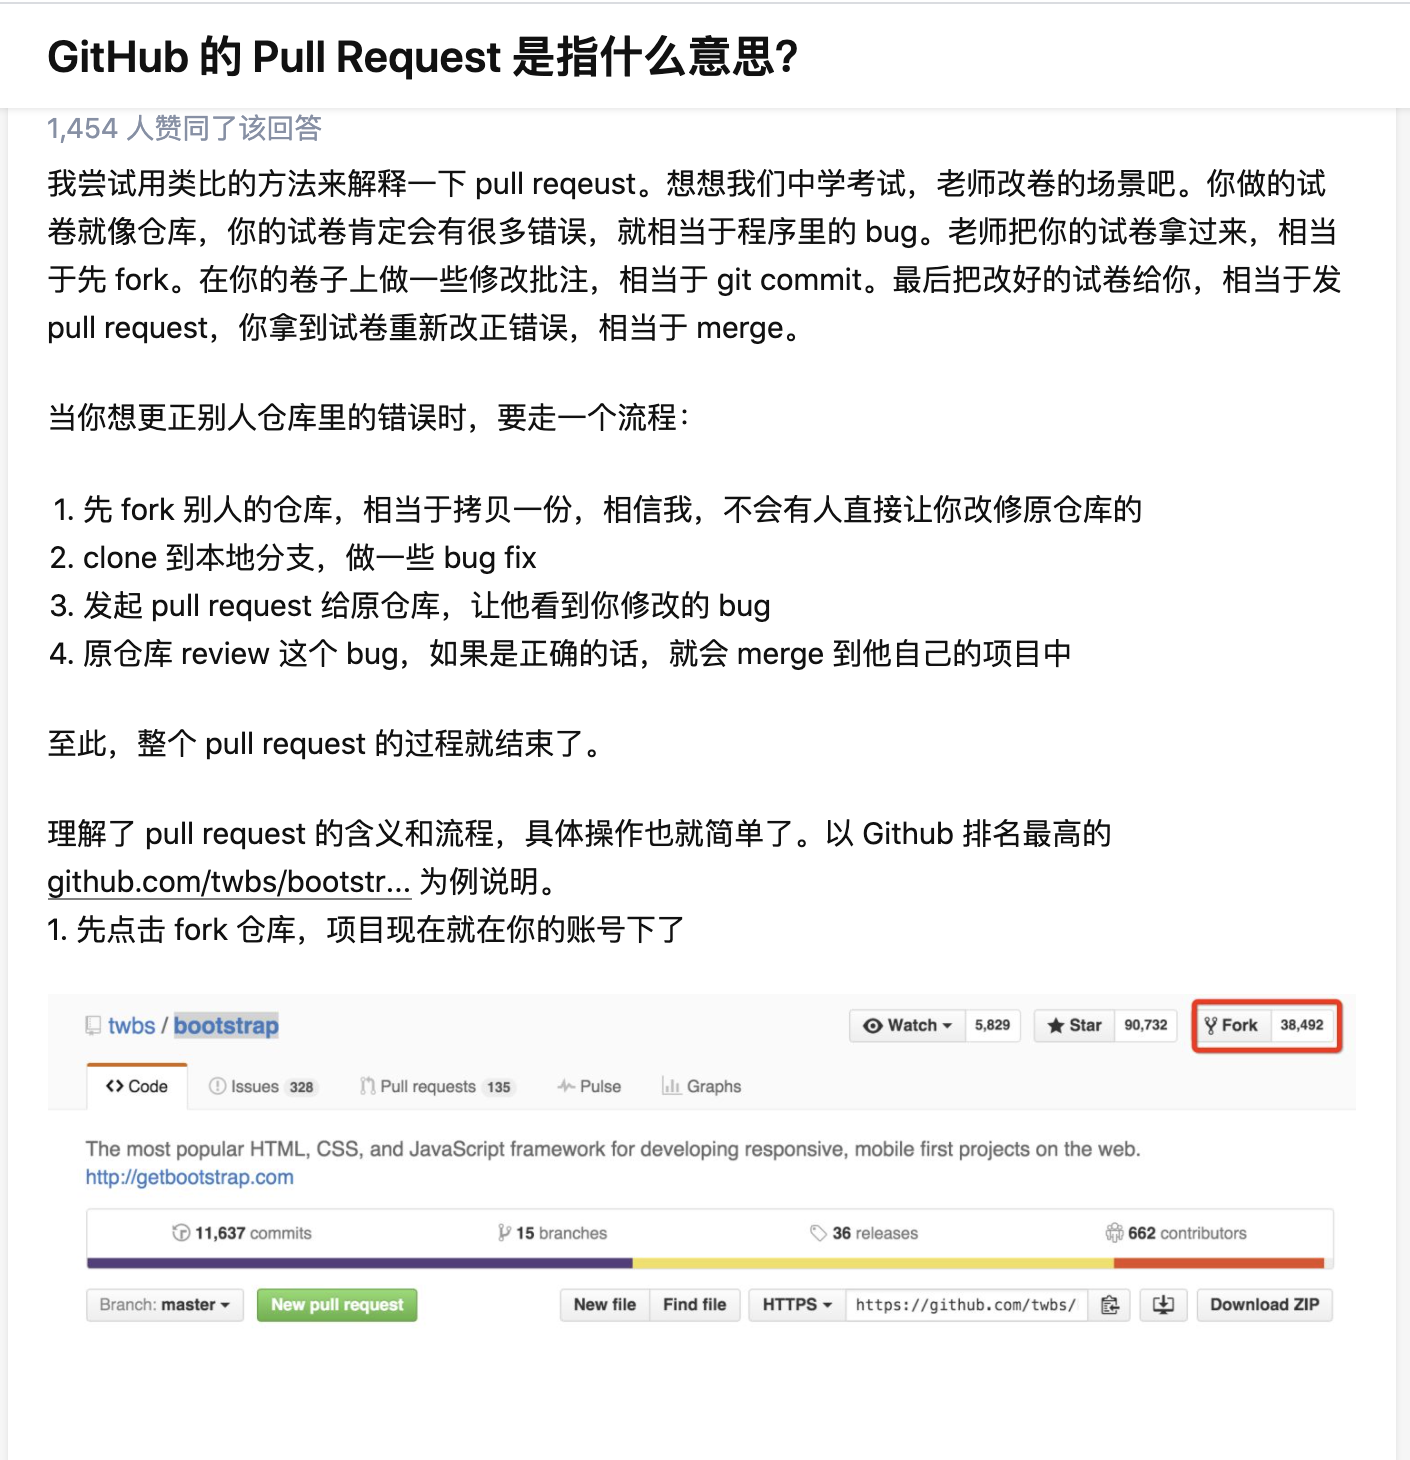 GitHub 的 Pull Request 是指什么意思?
1,454 人赞同了该回答
我尝试用类比的方法来解释一下 pull reqeust。想想我们中学考试，老师改卷的场景吧。你做的试
卷就像仓库，你的试卷肯定会有很多错误，就相当于程序里的 bug。老师把你的试卷拿过来，相当
于先 fork。在你的卷子上做一些修改批注，相当于 git commit。最后把改好的试卷给你，相当于发
pull request，你拿到试卷重新改正错误，相当于 merge。
当你想更正别人仓库里的错误时，要走一个流程：
1. 先 fork 别人的仓库，相当于拷贝一份，相信我，不会有人直接让你改修原仓库的
2. clone 到本地分支，做一些 bug fix
3. 发起 pull request 给原仓库，让他看到你修改的 bug
4. 原仓库 review 这个 bug，如果是正确的话，就会 merge 到他自己的项目中
至此，整个 pull request 的过程就结束了。
理解了 pull request 的含义和流程，具体操作也就简单了。以 Github 排名最高的
github.com/twbs/bootstr... 为例说明。
1. 先点击 fork 仓库，项目现在就在你的账号下了
twbs / bootstrap Watch 5,829 Star 90,732 Fork 38,492
<> Code Issues 328 Pull requests 135 Pulse Graphs
The most popular HTML, CSS, and JavaScript framework for developing responsive, mobile first projects on the web.
http://getbootstrap.com
11,637 commits 15 branches 36 releases 662 contributors
Branch: master New pull request New file Find file HTTPS https://github.com/twbs/ Download ZIP